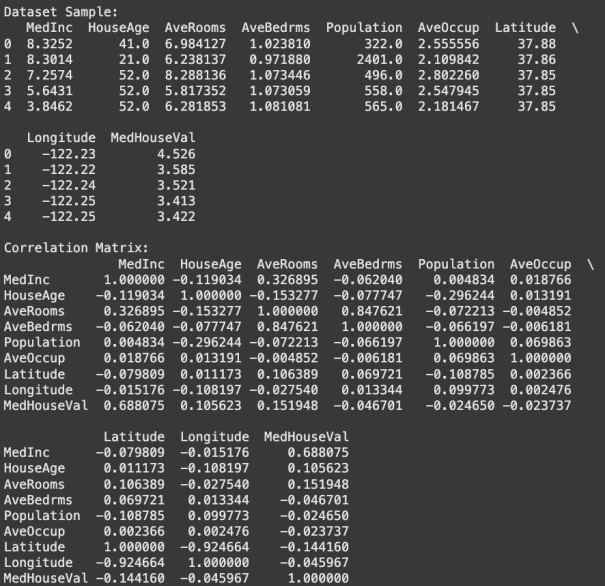 Dataset Sample:
   MedInc  HouseAge  AveRooms  AveBedrms  Population  AveOccup  Latitude  \
0  8.3252      41.0  6.984127   1.023810       322.0  2.555556     37.88
1  8.3014      21.0  6.238137   0.971880      2401.0  2.109842     37.86
2  7.2574      52.0  8.288136   1.073446       496.0  2.802260     37.85
3  5.6431      52.0  5.817352   1.073059       558.0  2.547945     37.85
4  3.8462      52.0  6.281853   1.081081       565.0  2.181467     37.85
   Longitude  MedHouseVal
0    -122.23        4.526
1    -122.22        3.585
2    -122.24        3.521
3    -122.25        3.413
4    -122.25        3.422
Correlation Matrix:
               MedInc  HouseAge  AveRooms  AveBedrms  Population  AveOccup  \
MedInc       1.000000 -0.119034  0.326895  -0.062040    0.004834  0.018766
HouseAge    -0.119034  1.000000 -0.153277  -0.077747   -0.296244  0.013191
AveRooms     0.326895 -0.153277  1.000000   0.847621   -0.072213 -0.004852
AveBedrms   -0.062040 -0.077747  0.847621   1.000000   -0.066197 -0.006181
Population   0.004834 -0.296244 -0.072213  -0.066197    1.000000  0.069863
AveOccup     0.018766  0.013191 -0.004852  -0.006181    0.069863  1.000000
Latitude    -0.079809  0.011173  0.106389   0.069721   -0.108785  0.002366
Longitude   -0.015176 -0.108197 -0.027540   0.013344    0.099773  0.002476
MedHouseVal  0.688075  0.105623  0.151948  -0.046701   -0.024650 -0.023737
             Latitude  Longitude  MedHouseVal
MedInc      -0.079809  -0.015176     0.688075
HouseAge     0.011173  -0.108197     0.105623
AveRooms     0.106389  -0.027540     0.151948
AveBedrms    0.069721   0.013344    -0.046701
Population  -0.108785   0.099773    -0.024650
AveOccup     0.002366   0.002476    -0.023737
Latitude     1.000000  -0.924664    -0.144160
Longitude   -0.924664   1.000000    -0.045967
MedHouseVal -0.144160  -0.045967     1.000000